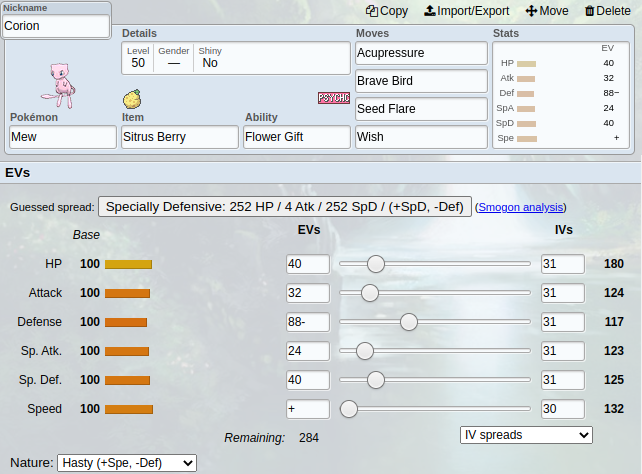 Nickname
Corion
Copy Import/Export Move Delete
Details
Level Gender Shiny
50 — No
Moves
Acupressure
Brave Bird
Seed Flare
Wish
Stats
EV
HP 40
Atk 32
Def 88−
SpA 24
SpD 40
Spe +
PSYCHC
Pokémon
Mew
Item
Sitrus Berry
Ability
Flower Gift
EVs
Guessed spread: Specially Defensive: 252 HP / 4 Atk / 252 SpD / (+SpD, -Def) (Smogon analysis)
Base EVs IVs
HP 100 40 31 180
Attack 100 32 31 124
Defense 100 88- 31 117
Sp. Atk. 100 24 31 123
Sp. Def. 100 40 31 125
Speed 100 + 30 132
Remaining: 284 IV spreads
Nature: Hasty (+Spe, -Def)